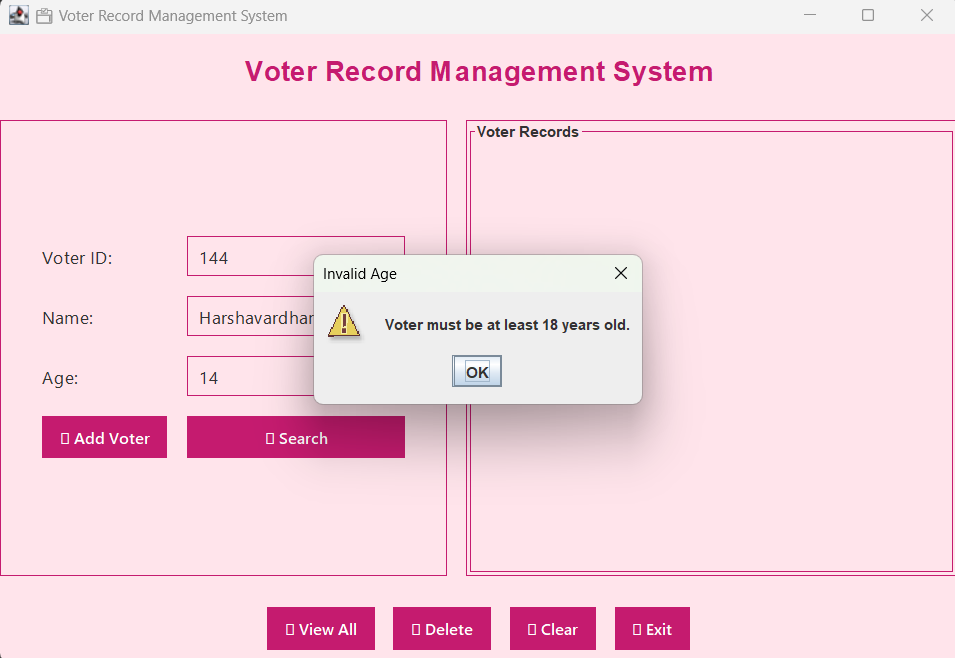 Voter Record Management System
Voter Record Management System
Voter Records
Voter ID:
144
Name:
Age:
14
Invalid Age
Voter must be at least 18 years old.
OK
Add Voter
Search
View All
Delete
Clear
Exit